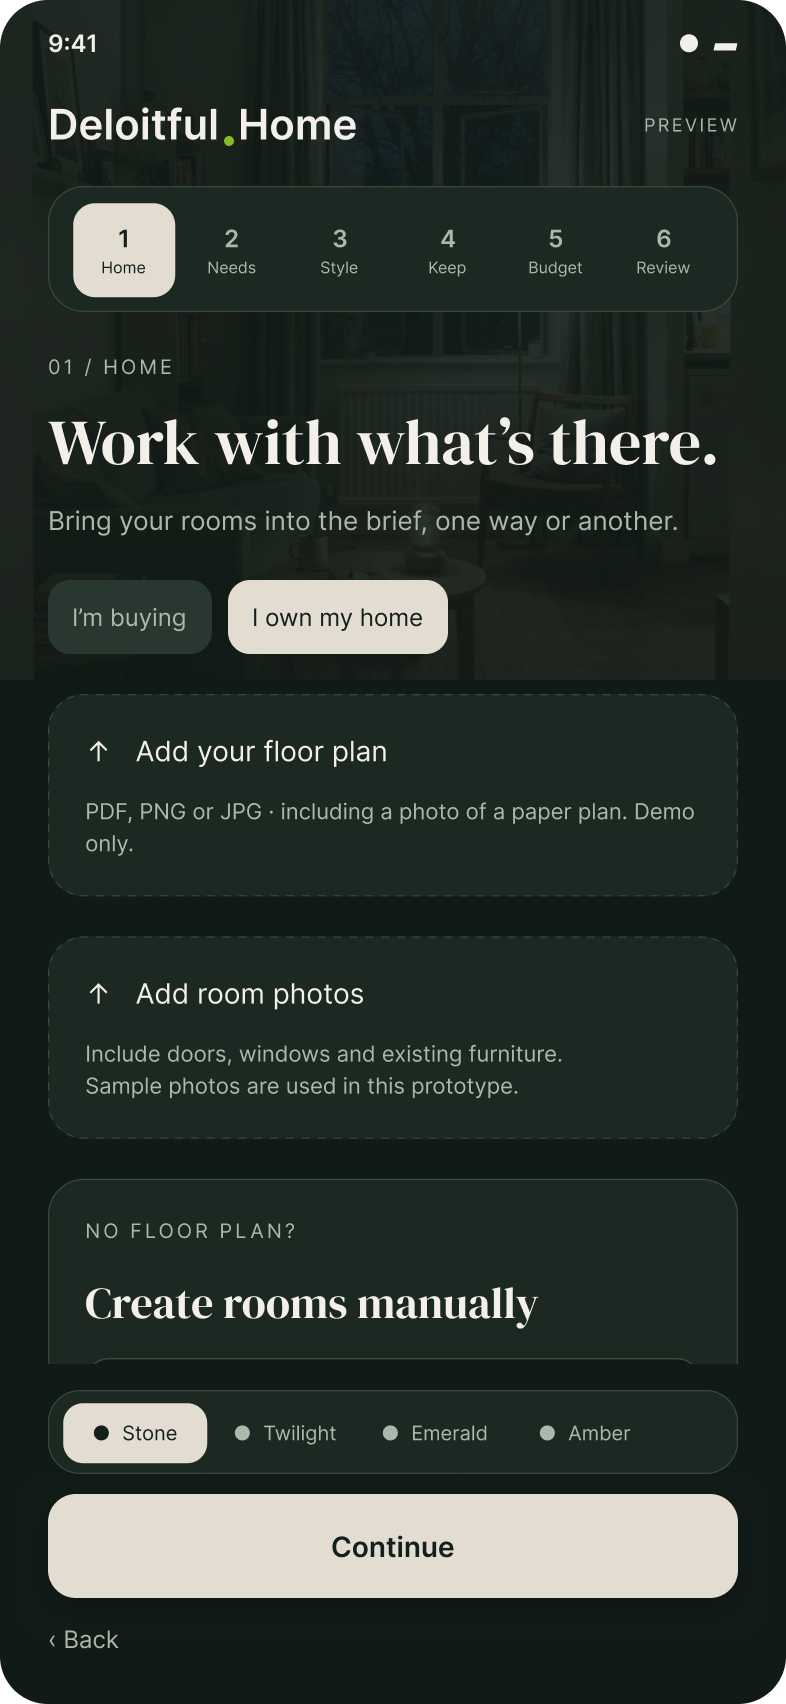 9:41
Deloitful.Home
PREVIEW
1
Home
2
Needs
3
Style
4
Keep
5
Budget
6
Review
01 / HOME
Work with what’s there.
Bring your rooms into the brief, one way or another.
I’m buying
I own my home
↑ Add your floor plan
PDF, PNG or JPG · including a photo of a paper plan. Demo
only.
↑ Add room photos
Include doors, windows and existing furniture.
Sample photos are used in this prototype.
NO FLOOR PLAN?
Create rooms manually
Stone
Twilight
Emerald
Amber
Continue
‹ Back